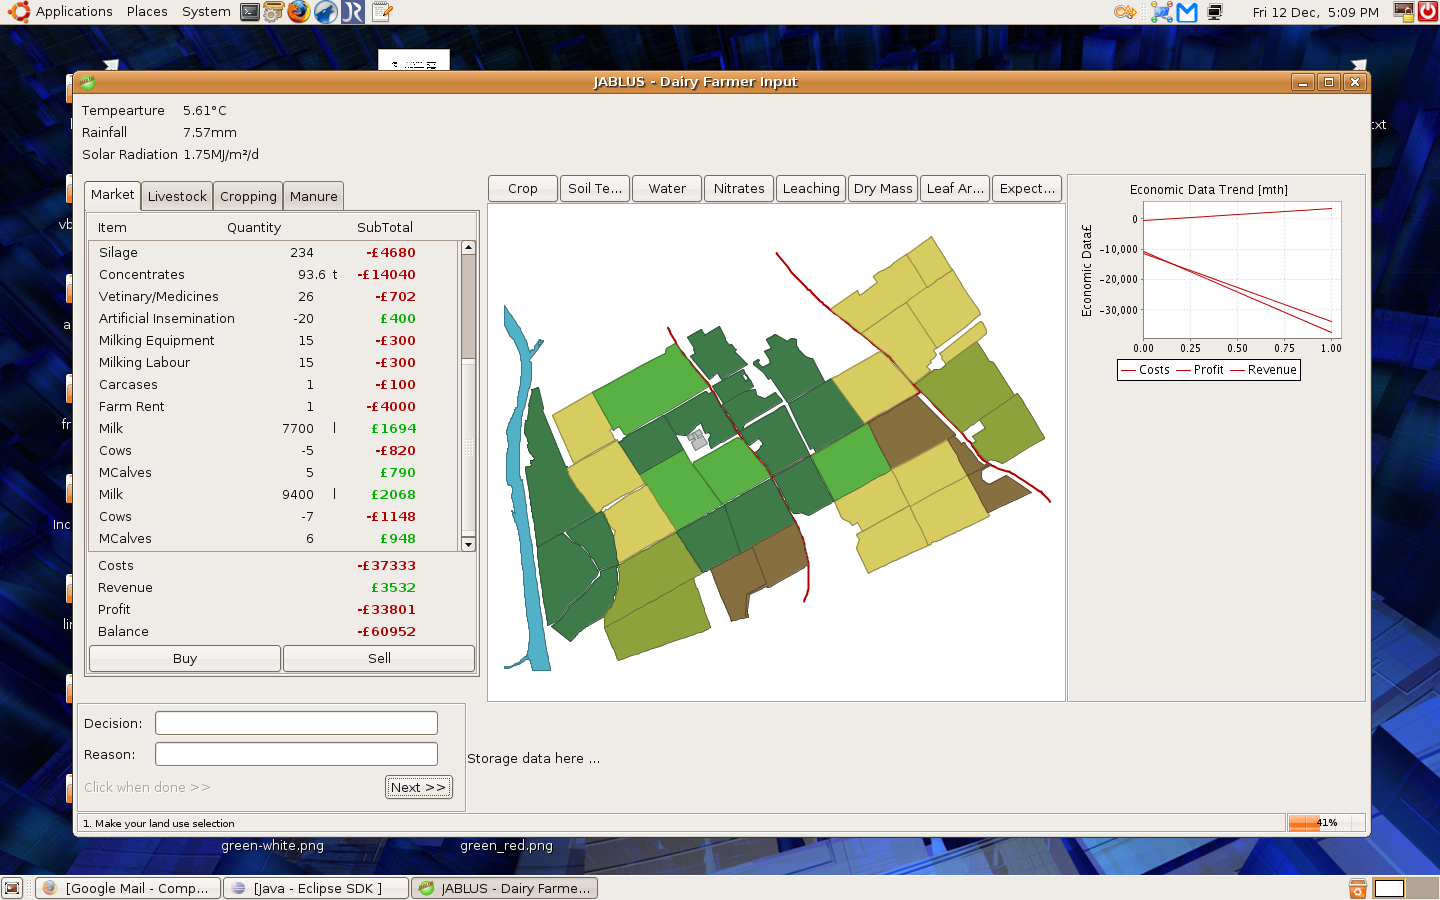 Applications Places System
Fri 12 Dec, 5:09 PM
JABLUS - Dairy Farmer Input
Tempearture 5.61°C
Rainfall 7.57mm
Solar Radiation 1.75MJ/m²/d
Market Livestock Cropping Manure
Item Quantity SubTotal
Silage 234 -£4680
Concentrates 93.6 t -£14040
Vetinary/Medicines 26 -£702
Artificial Insemination -20 £400
Milking Equipment 15 -£300
Milking Labour 15 -£300
Carcases 1 -£100
Farm Rent 1 -£4000
Milk 7700 l £1694
Cows -5 -£820
MCalves 5 £790
Milk 9400 l £2068
Cows -7 -£1148
MCalves 6 £948
Costs -£37333
Revenue £3532
Profit -£33801
Balance -£60952
Buy Sell
Crop Soil Te... Water Nitrates Leaching Dry Mass Leaf Ar... Expect...
Economic Data Trend [mth]
Economic Data£
0
-10,000
-20,000
-30,000
0.00 0.25 0.50 0.75 1.00
Costs Profit Revenue
Decision:
Reason:
Click when done >>
Next >>
Storage data here ...
1. Make your land use selection
41%
txt
vb
a
fr
Inc
lin
green-white.png
green_red.png
[Google Mail - Comp...
[Java - Eclipse SDK ]
JABLUS - Dairy Farme...